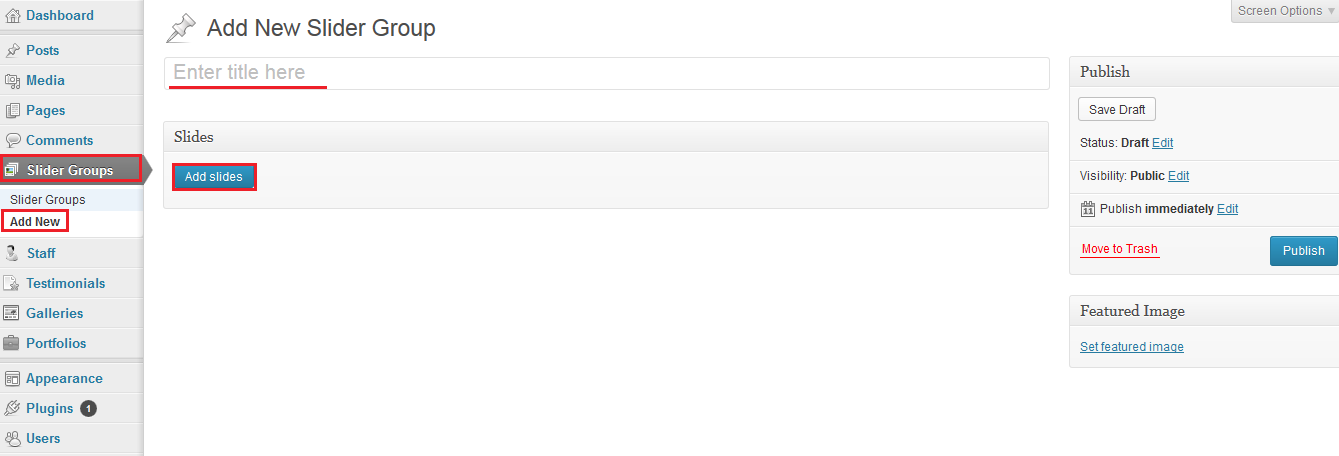 Dashboard
Posts
Media
Pages
Comments
Slider Groups
Slider Groups
Add New
Staff
Testimonials
Galleries
Portfolios
Appearance
Plugins 1
Users
Screen Options
Add New Slider Group
Enter title here
Slides
Add slides
Publish
Save Draft
Status: Draft Edit
Visibility: Public Edit
11 Publish immediately Edit
Move to Trash
Publish
Featured Image
Set featured image